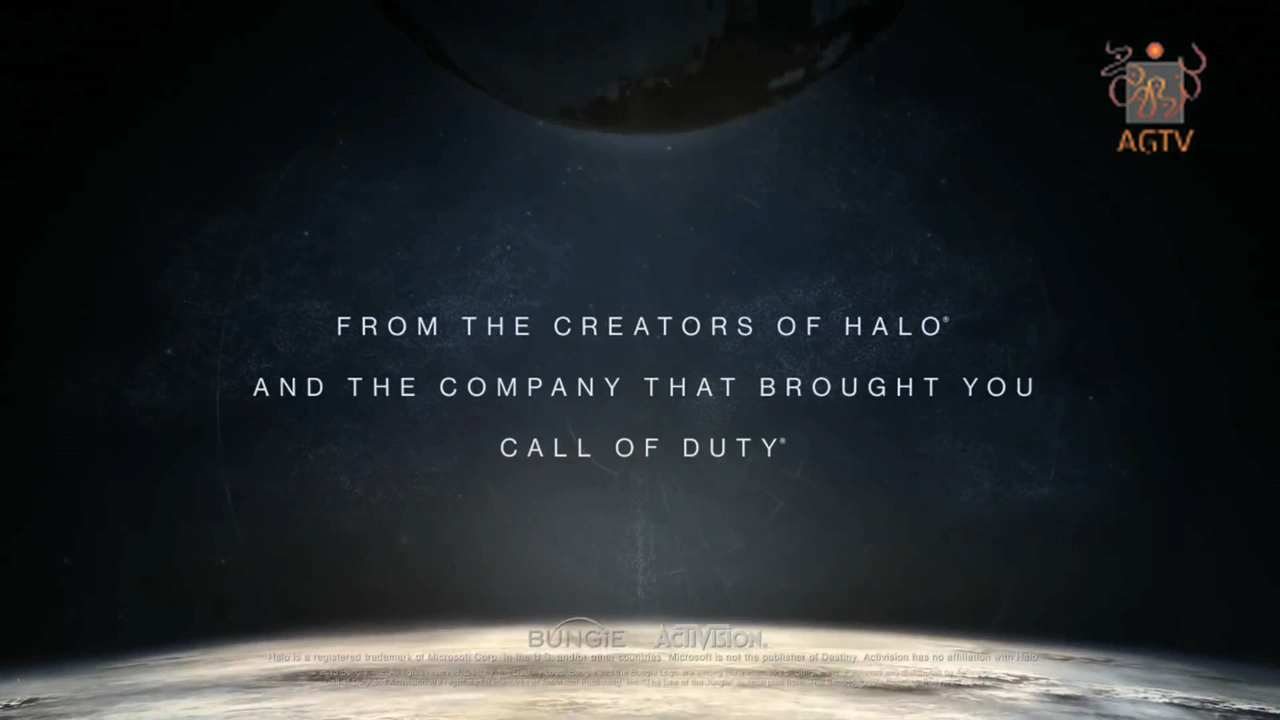 AGTV
FROM THE CREATORS OF HALO®
AND THE COMPANY THAT BROUGHT YOU
CALL OF DUTY®
BUNGIE ACTIVISION.
Halo is a registered trademark of Microsoft Corp. in the U.S. and/or other countries. Microsoft is not the publisher of Destiny. Activision has no affiliation with Halo